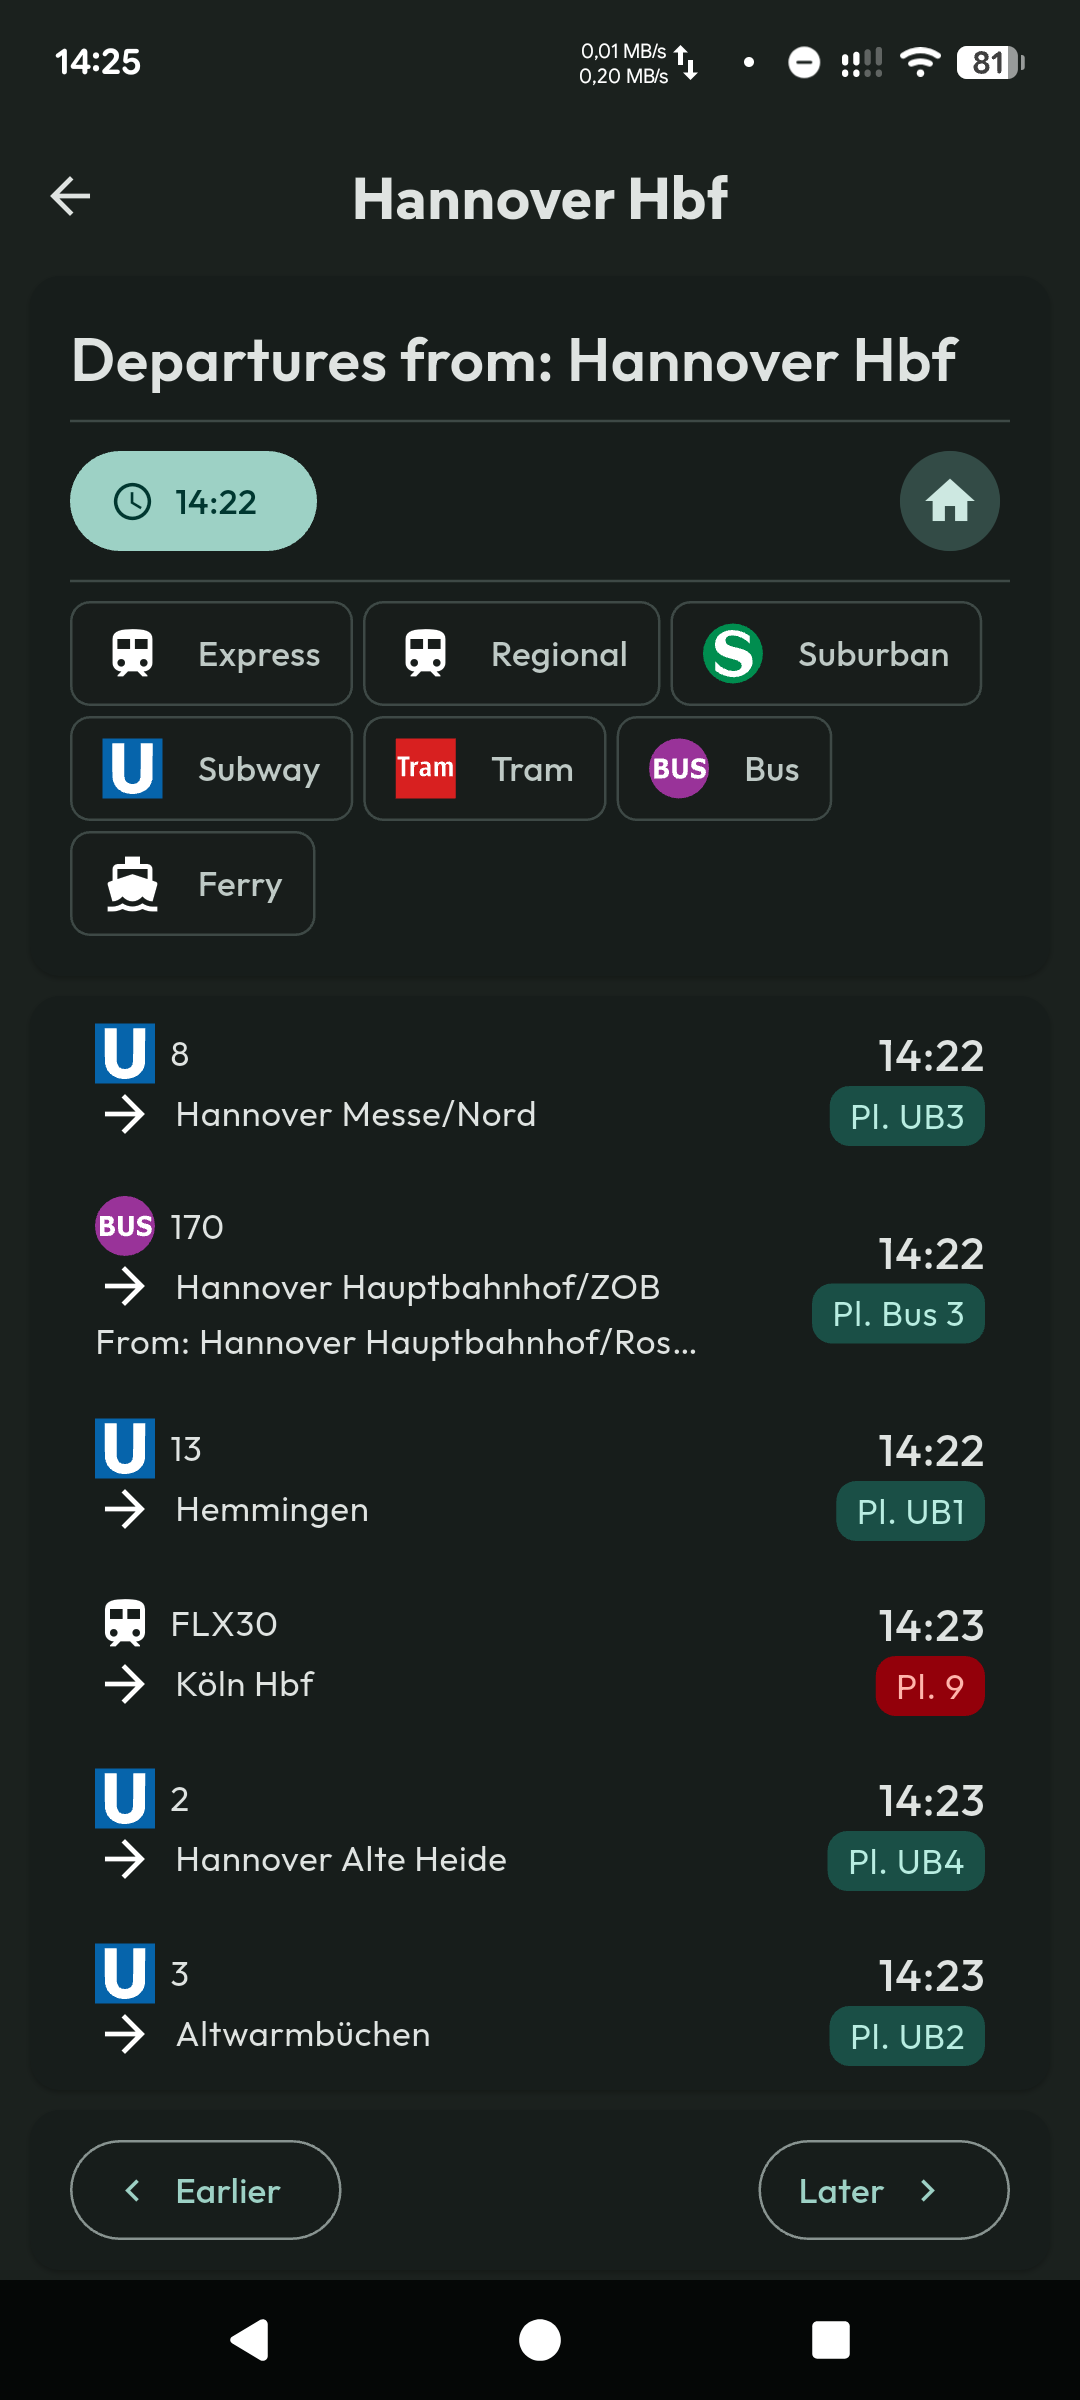 14:25
0,01 MB/s
0,20 MB/s
81
Hannover Hbf
Departures from: Hannover Hbf
14:22
Express
Regional
S Suburban
U Subway
Tram Tram
BUS Bus
Ferry
U 8
14:22
Hannover Messe/Nord
Pl. UB3
BUS 170
14:22
Hannover Hauptbahnhof/ZOB
Pl. Bus 3
From: Hannover Hauptbahnhof/Ros...
U 13
14:22
Hemmingen
Pl. UB1
FLX30
14:23
Köln Hbf
Pl. 9
U 2
14:23
Hannover Alte Heide
Pl. UB4
U 3
14:23
Altwarmbüchen
Pl. UB2
Earlier
Later